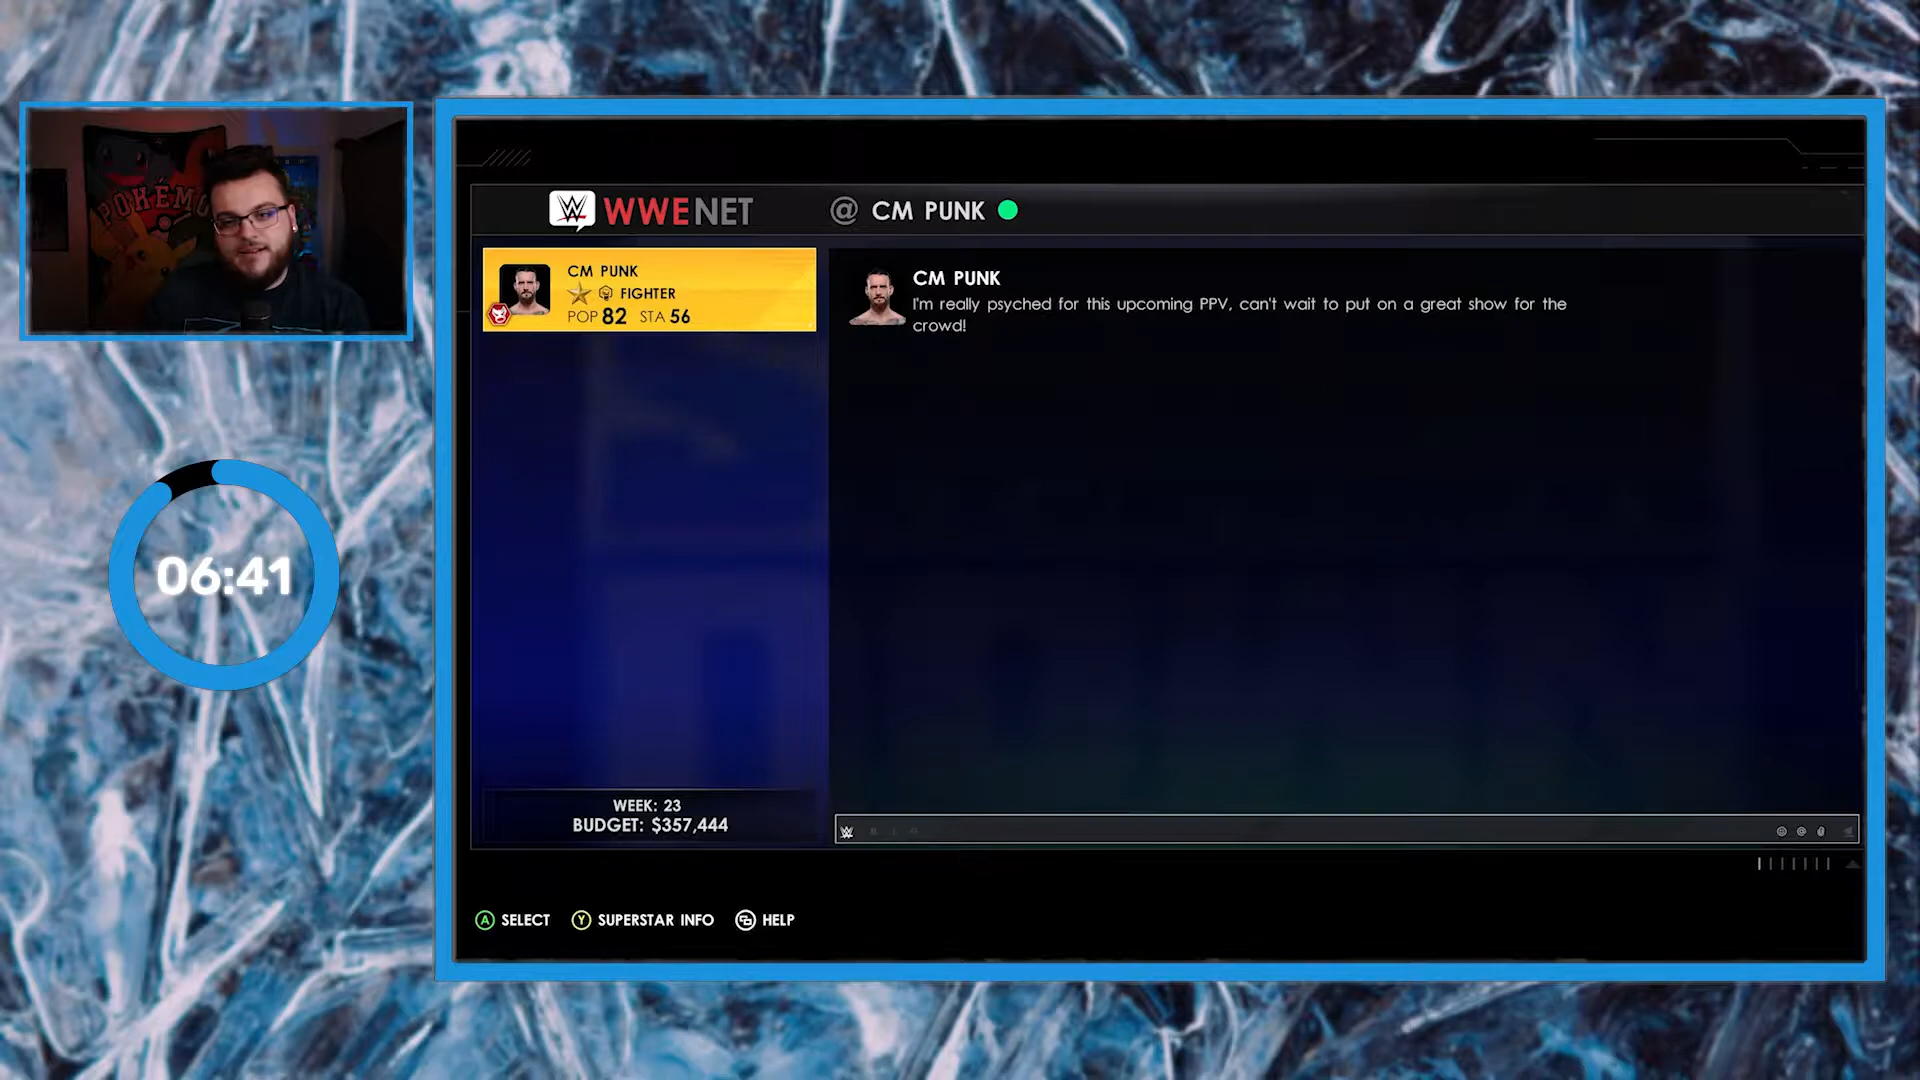 POKÉMO
06:41
WWENET
@ CM PUNK
CM PUNK
FIGHTER
POP 82 STA 56
CM PUNK
I'm really psyched for this upcoming PPV, can't wait to put on a great show for the
crowd!
WEEK: 23
BUDGET: $357,444
A SELECT
Y SUPERSTAR INFO
HELP